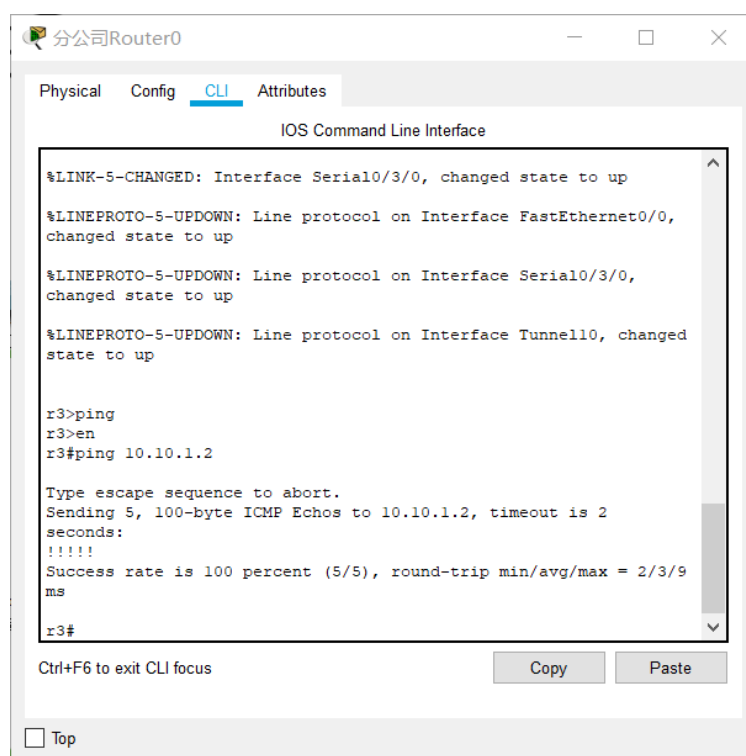 分公司Router0
Physical Config CLI Attributes
IOS Command Line Interface
%LINK-5-CHANGED: Interface Serial0/3/0, changed state to up
%LINEPROTO-5-UPDOWN: Line protocol on Interface FastEthernet0/0,
changed state to up
%LINEPROTO-5-UPDOWN: Line protocol on Interface Serial0/3/0,
changed state to up
%LINEPROTO-5-UPDOWN: Line protocol on Interface Tunnel10, changed
state to up
r3>ping
r3>en
r3#ping 10.10.1.2
Type escape sequence to abort.
Sending 5, 100-byte ICMP Echos to 10.10.1.2, timeout is 2
seconds:
!!!!!
Success rate is 100 percent (5/5), round-trip min/avg/max = 2/3/9
ms
r3#
Ctrl+F6 to exit CLI focus
Copy Paste
Top